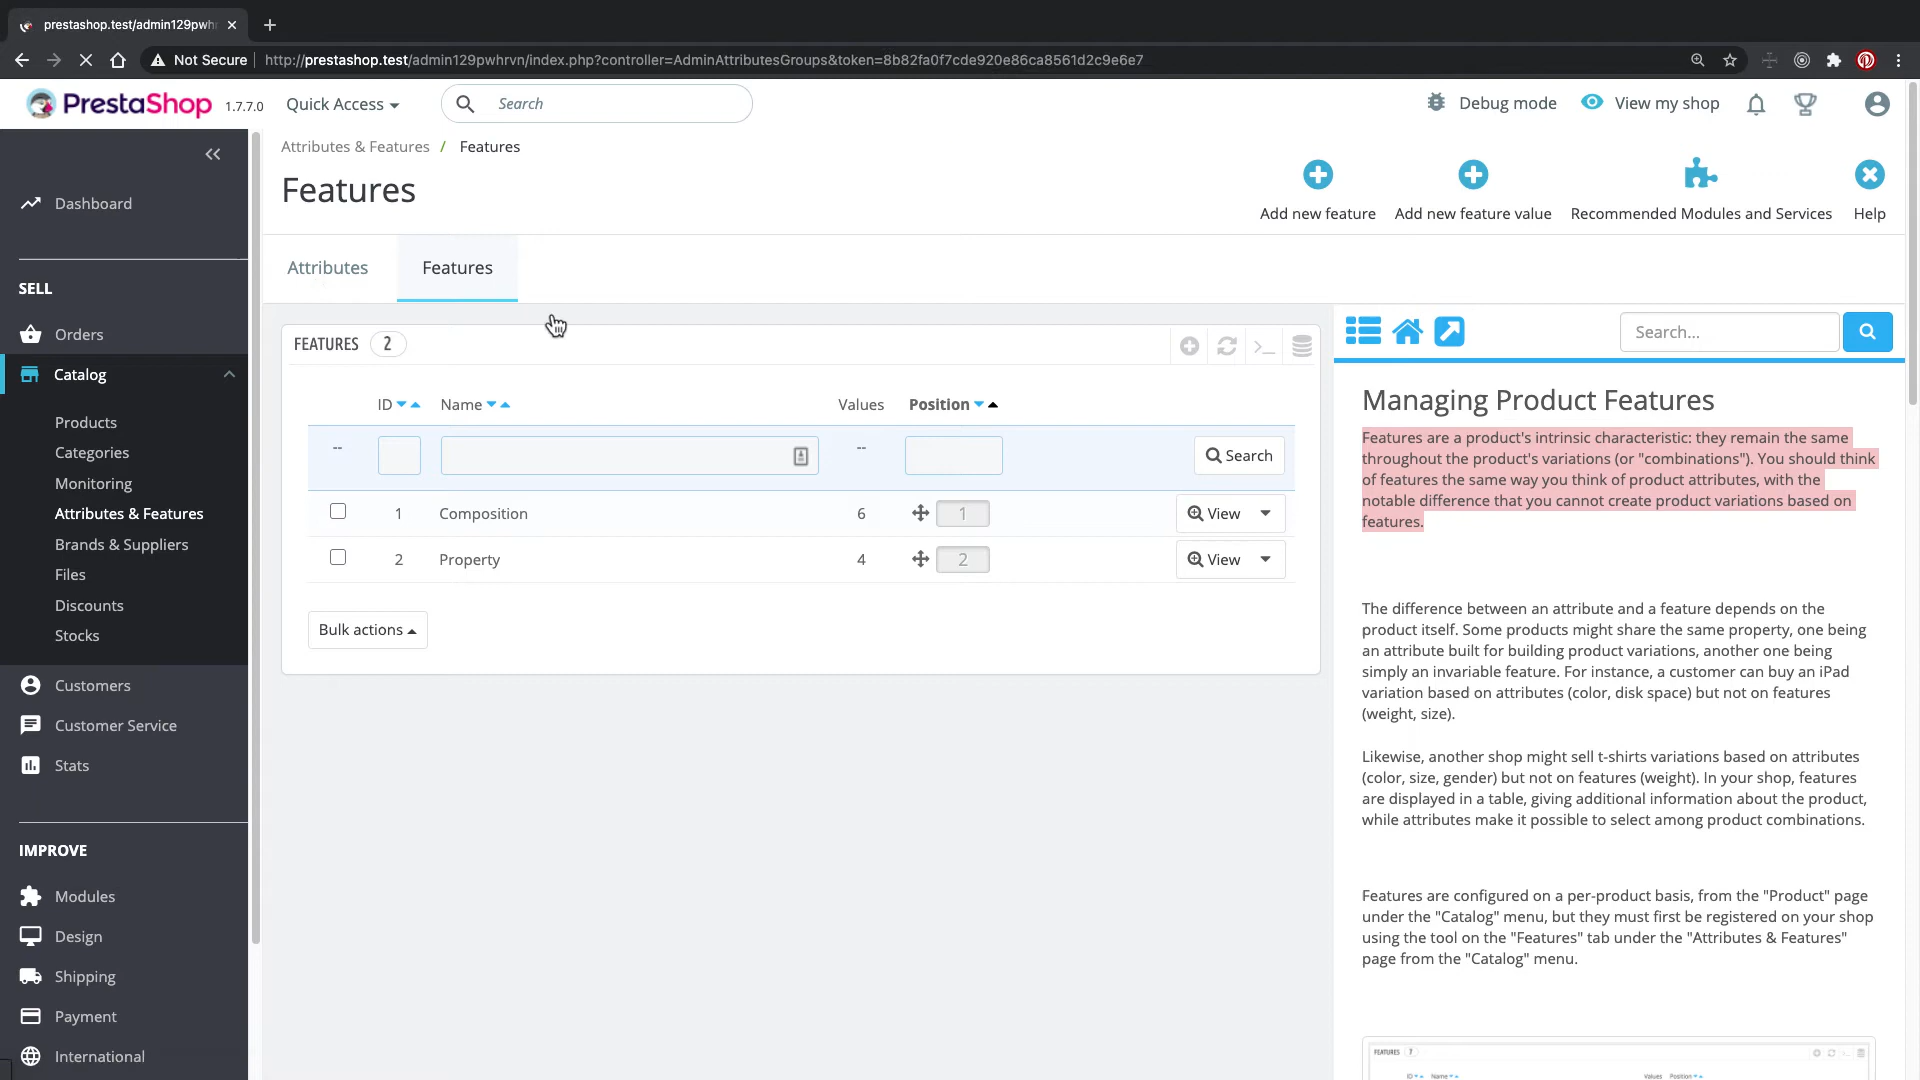 prestashop.test/admin129pwhr
Not Secure
http://prestashop.test/admin129pwhrvn/index.php?controller=AdminAttributesGroups&token=8b82fa0f7cde920e86ca8561d2c9e6e7
PrestaShop 1.7.7.0
Quick Access
Search
Debug mode
View my shop
Attributes & Features / Features
Features
Add new feature
Add new feature value
Recommended Modules and Services
Help
Attributes
Features
Dashboard
SELL
Orders
Catalog
Products
Categories
Monitoring
Attributes & Features
Brands & Suppliers
Files
Discounts
Stocks
Customers
Customer Service
Stats
IMPROVE
Modules
Design
Shipping
Payment
International
FEATURES 2
ID Name Values Position
-- -- Search
1 Composition 6 1 View
2 Property 4 2 View
Bulk actions
Search...
Managing Product Features
Features are a product's intrinsic characteristic: they remain the same
throughout the product's variations (or "combinations"). You should think
of features the same way you think of product attributes, with the
notable difference that you cannot create product variations based on
features.
The difference between an attribute and a feature depends on the
product itself. Some products might share the same property, one being
an attribute built for building product variations, another one being
simply an invariable feature. For instance, a customer can buy an iPad
variation based on attributes (color, disk space) but not on features
(weight, size).
Likewise, another shop might sell t-shirts variations based on attributes
(color, size, gender) but not on features (weight). In your shop, features
are displayed in a table, giving additional information about the product,
while attributes make it possible to select among product combinations.
Features are configured on a per-product basis, from the "Product" page
under the "Catalog" menu, but they must first be registered on your shop
using the tool on the "Features" tab under the "Attributes & Features"
page from the "Catalog" menu.
FEATURES 7
ID Name Values Position